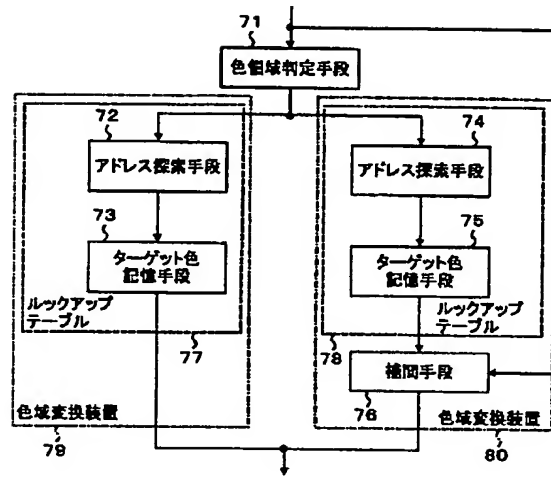 71
色領域判定手段
72
アドレス探索手段
73
ターゲット色
記憶手段
ルックアップ
テーブル
77
色域変換装置
79
74
アドレス探索手段
75
ターゲット色
記憶手段
ルックアップ
テーブル
78
補間手段
76
色域変換装置
80